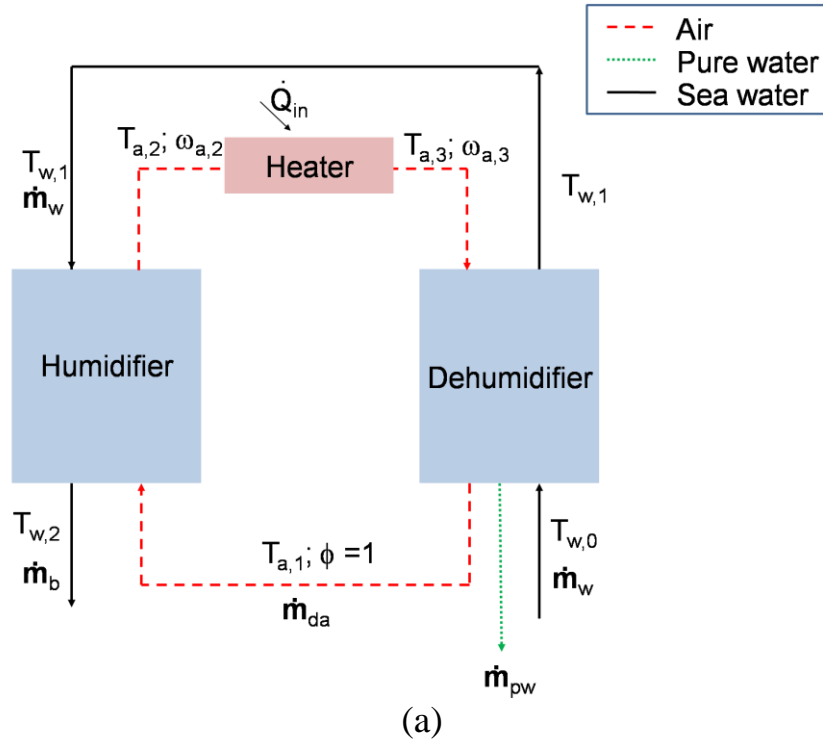 Air
Pure water
Sea water
Q̇in
Ta,2; ωa,2
Heater
Ta,3; ωa,3
Tw,1
ṁw
Tw,1
Humidifier
Dehumidifier
Tw,2
ṁb
Ta,1; ϕ =1
ṁda
Tw,0
ṁw
ṁpw
(a)